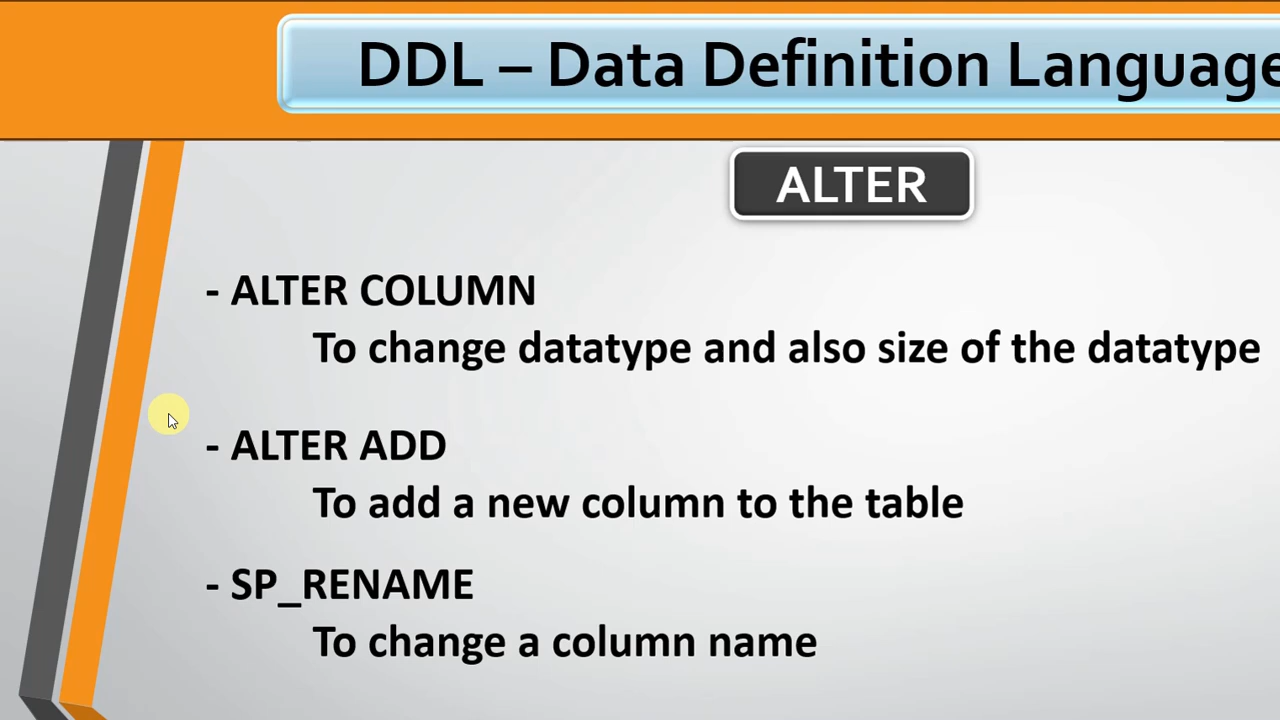 DDL – Data Definition Language
ALTER
- ALTER COLUMN
To change datatype and also size of the datatype
- ALTER ADD
To add a new column to the table
- SP_RENAME
To change a column name